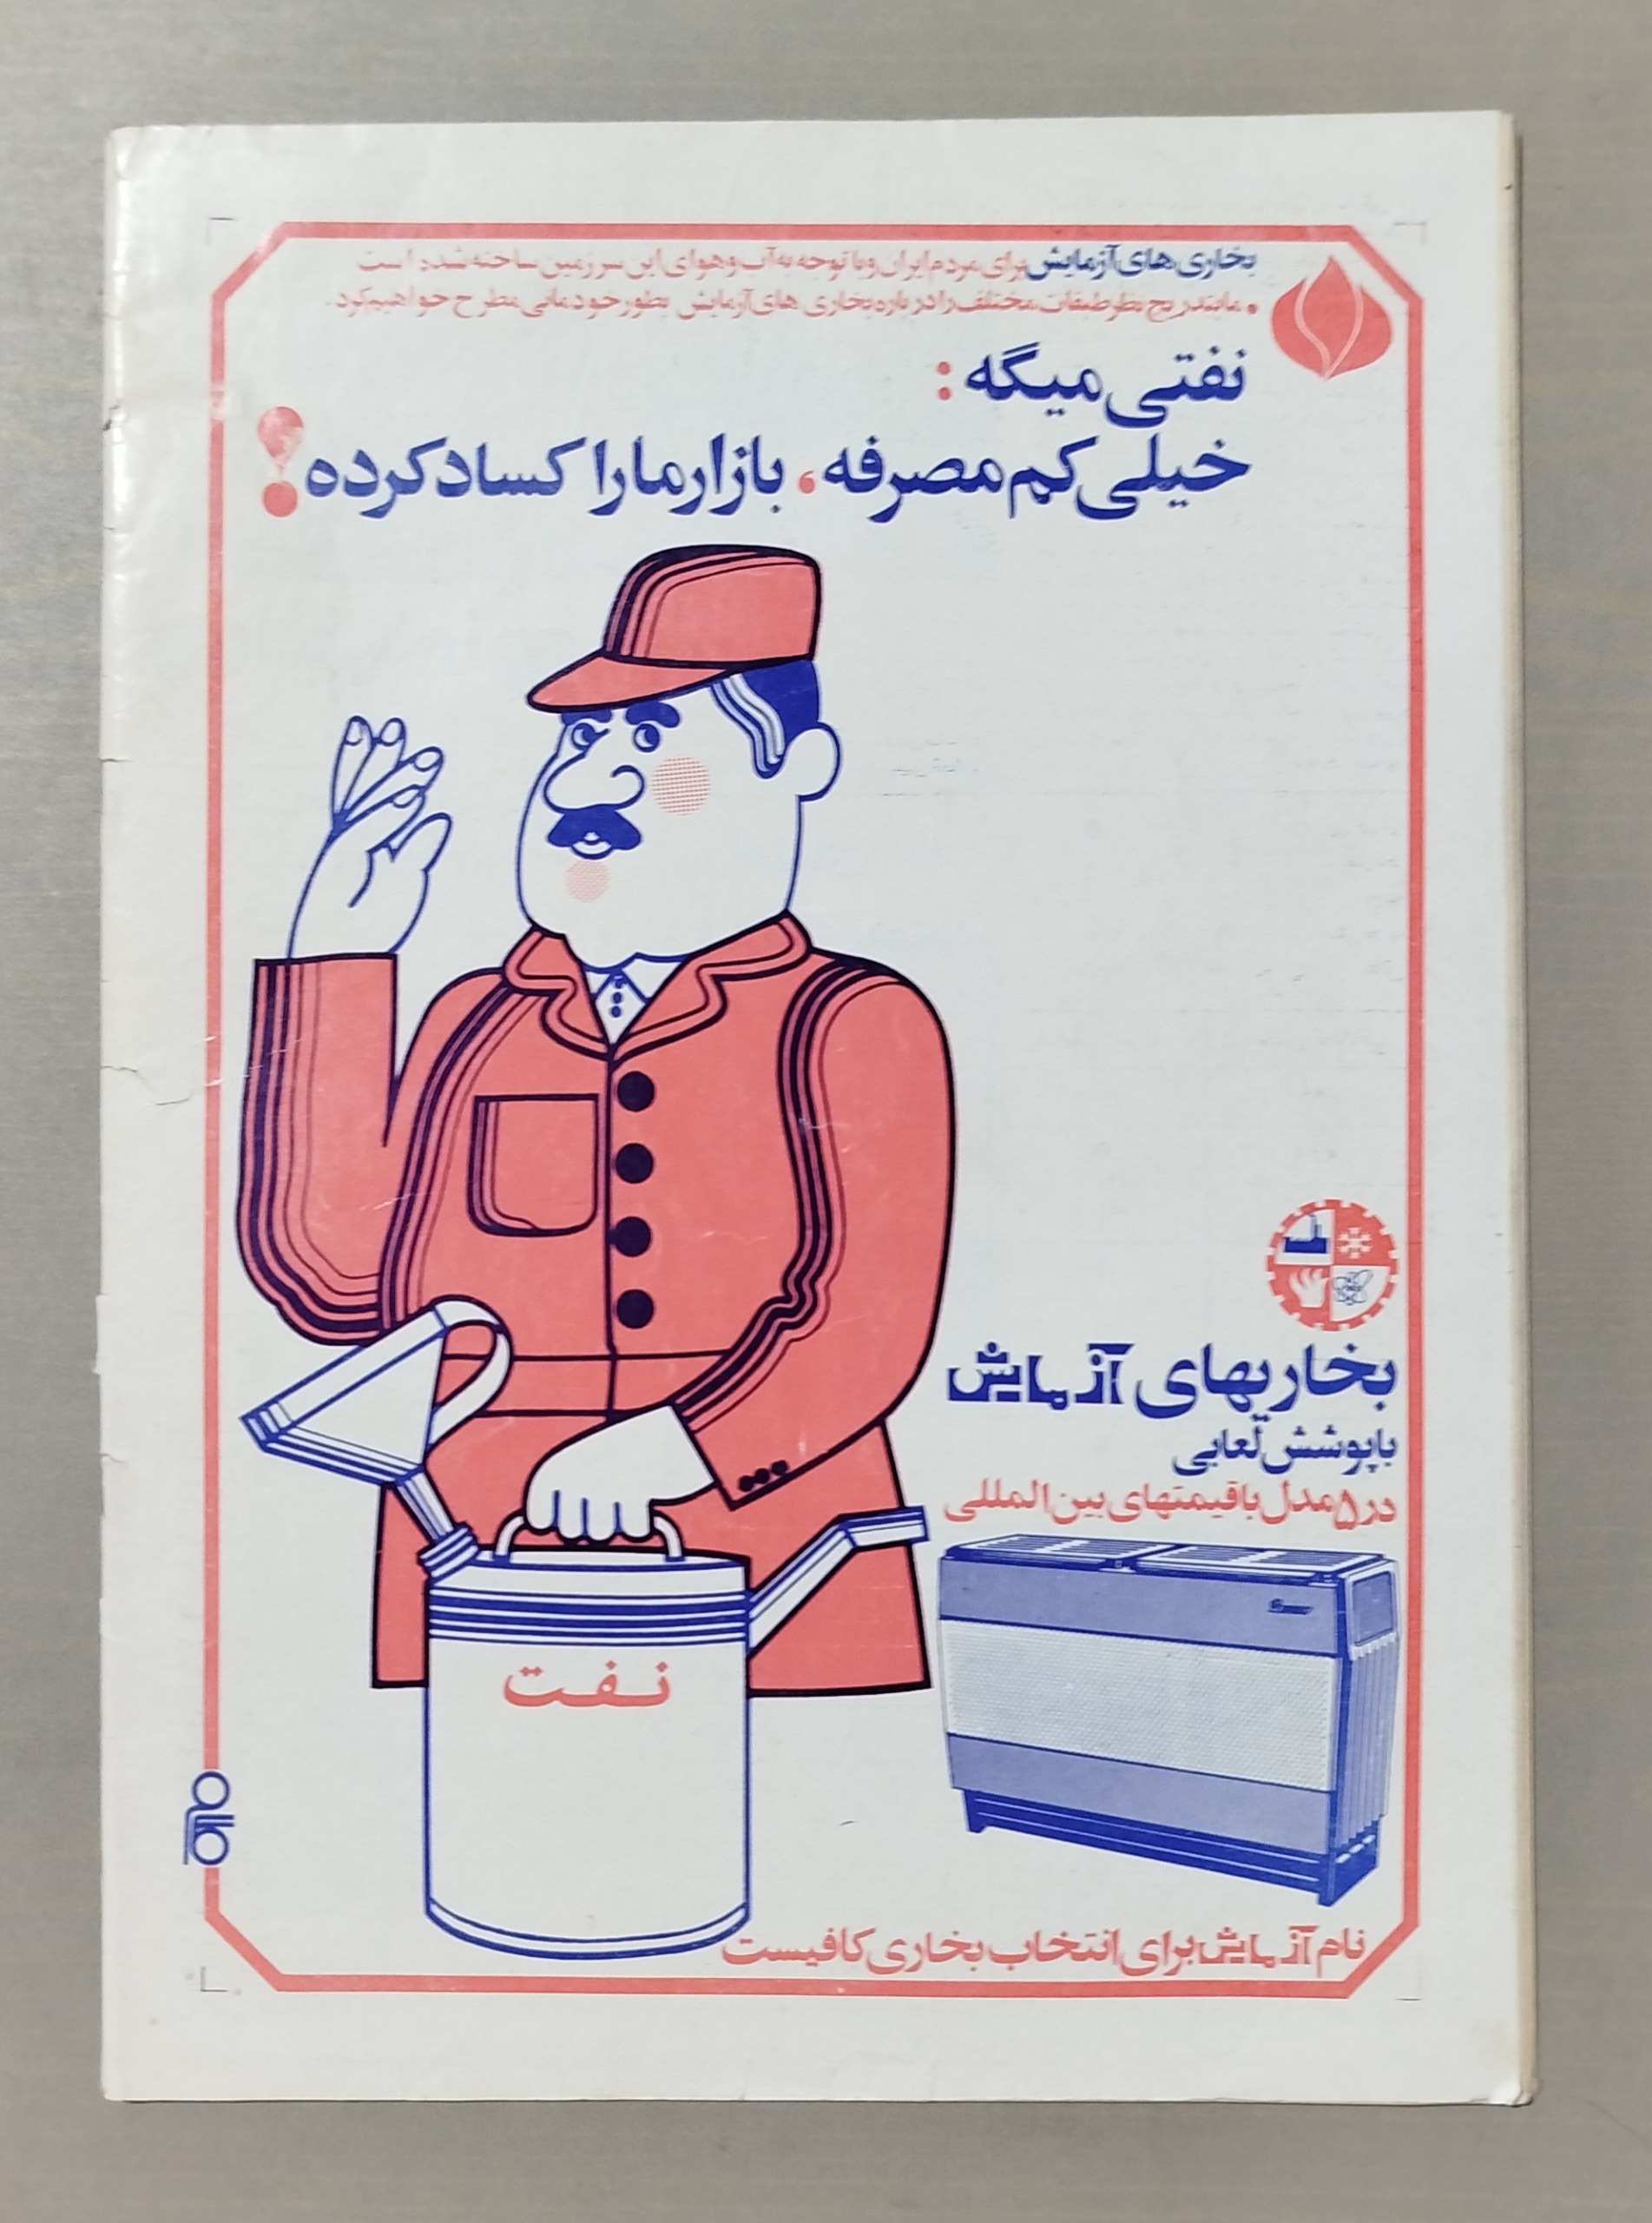 بخاری های آزمایش برای مردم ایران و با توجه به آب و هوای این سرزمین ساخته شده است
• ما بتدریج نظر طبقات مختلف را درباره بخاری های آزمایش بطور خودمانی مطرح خواهیم کرد.
نفتی میگه :
خیلی کم مصرفه، بازار ما را کساد کرده!
بخاریهای آزمایش
با پوشش لعابی
در ۵ مدل با قیمتهای بین المللی
نفت
نام آزمایش برای انتخاب بخاری کافیست